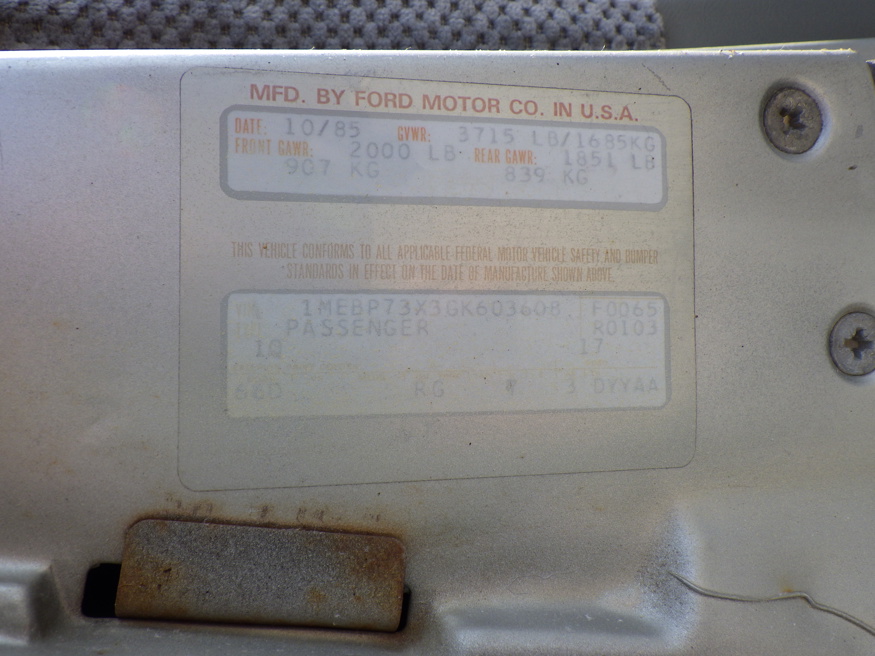 MFD. BY FORD MOTOR CO. IN U.S.A.
DATE: 10/85 GVWR: 3715 LB/1685KG
FRONT GAWR: 2000 LB REAR GAWR: 1851 LB
907 KG 839 KG
THIS VEHICLE CONFORMS TO ALL APPLICABLE FEDERAL MOTOR VEHICLE SAFETY AND BUMPER
STANDARDS IN EFFECT ON THE DATE OF MANUFACTURE SHOWN ABOVE.
1MEBP73X3GK603608 F0065
PASSENGER R0103
17
KG 3 OYYAA